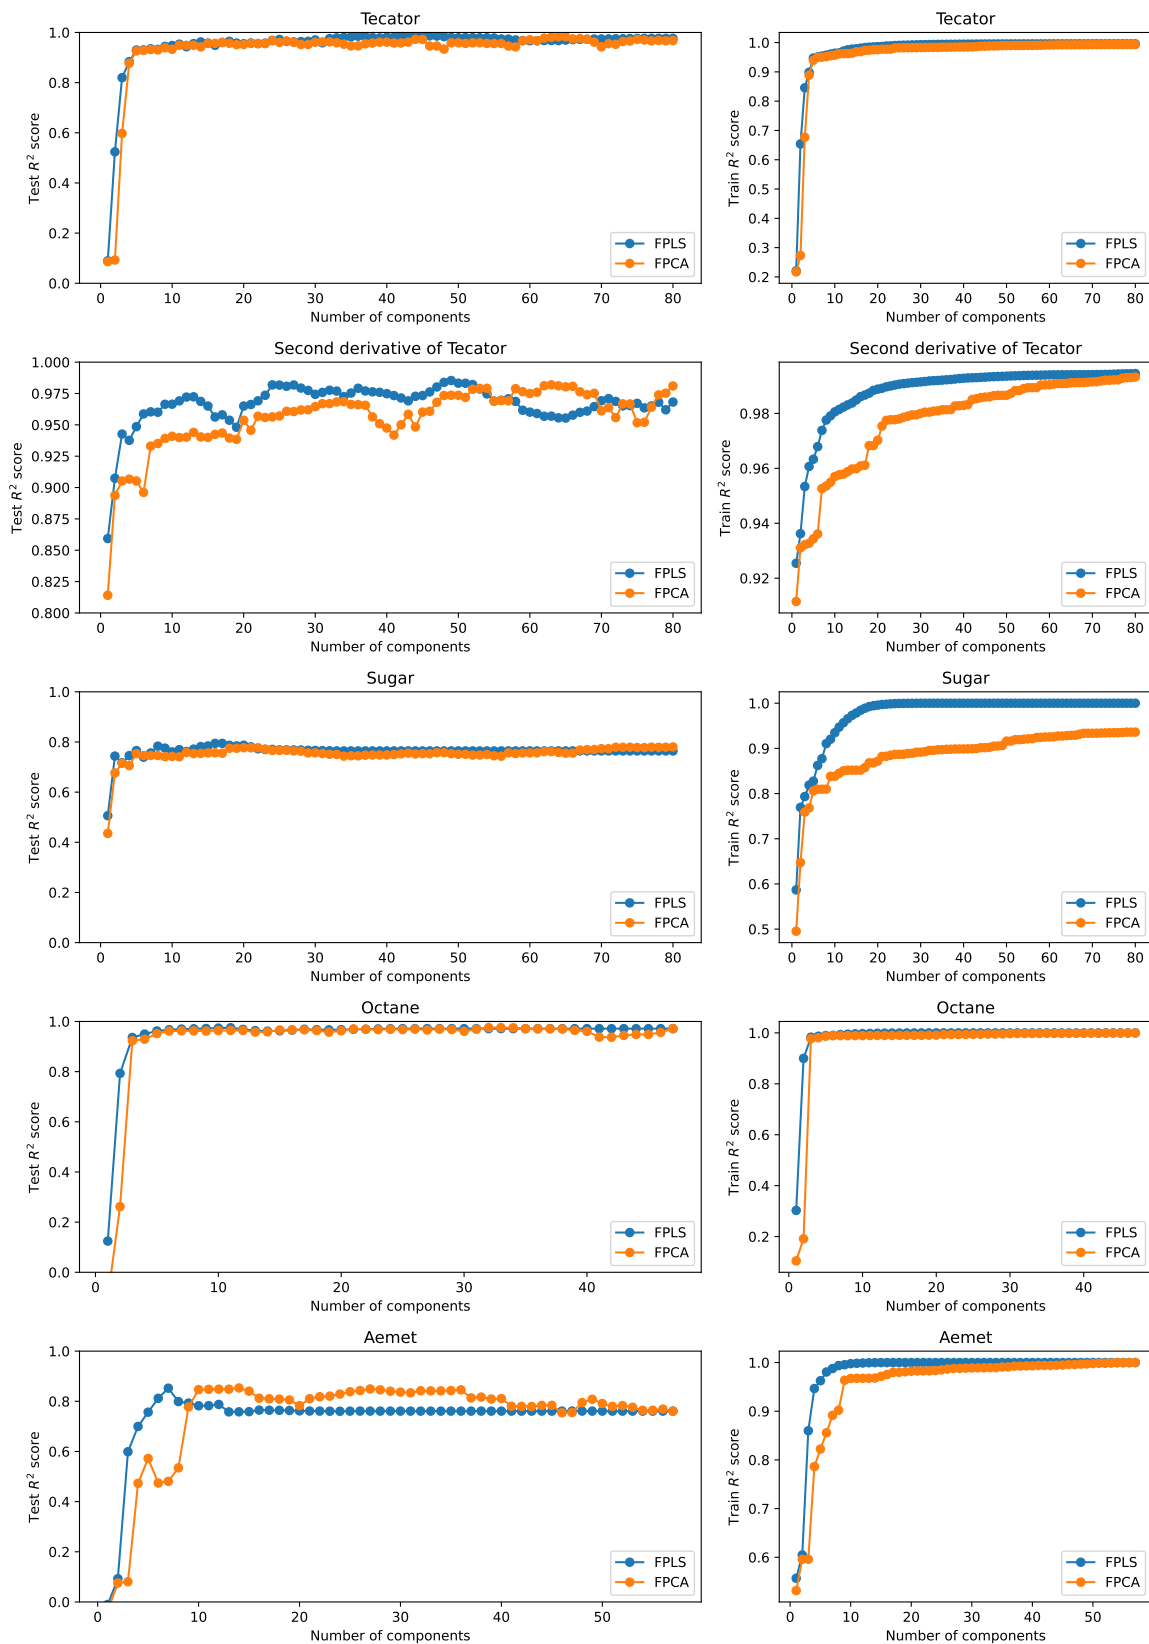 Tecator
Test R² score
1.0
0.8
0.6
0.4
0.2
0.0
FPLS
FPCA
0 10 20 30 40 50 60 70 80
Number of components
Tecator
Train R² score
1.0
0.9
0.8
0.7
0.6
0.5
0.4
0.3
0.2
FPLS
FPCA
0 10 20 30 40 50 60 70 80
Number of components
Second derivative of Tecator
Test R² score
1.000
0.975
0.950
0.925
0.900
0.875
0.850
0.825
0.800
FPLS
FPCA
0 10 20 30 40 50 60 70 80
Number of components
Second derivative of Tecator
Train R² score
0.98
0.96
0.94
0.92
FPLS
FPCA
0 10 20 30 40 50 60 70 80
Number of components
Sugar
Test R² score
1.0
0.8
0.6
0.4
0.2
0.0
FPLS
FPCA
0 10 20 30 40 50 60 70 80
Number of components
Sugar
Train R² score
1.0
0.9
0.8
0.7
0.6
0.5
FPLS
FPCA
0 10 20 30 40 50 60 70 80
Number of components
Octane
Test R² score
1.0
0.8
0.6
0.4
0.2
0.0
FPLS
FPCA
0 10 20 30 40
Number of components
Octane
Train R² score
1.0
0.8
0.6
0.4
0.2
FPLS
FPCA
0 10 20 30 40
Number of components
Aemet
Test R² score
1.0
0.8
0.6
0.4
0.2
0.0
FPLS
FPCA
0 10 20 30 40 50
Number of components
Aemet
Train R² score
1.0
0.9
0.8
0.7
0.6
FPLS
FPCA
0 10 20 30 40 50
Number of components